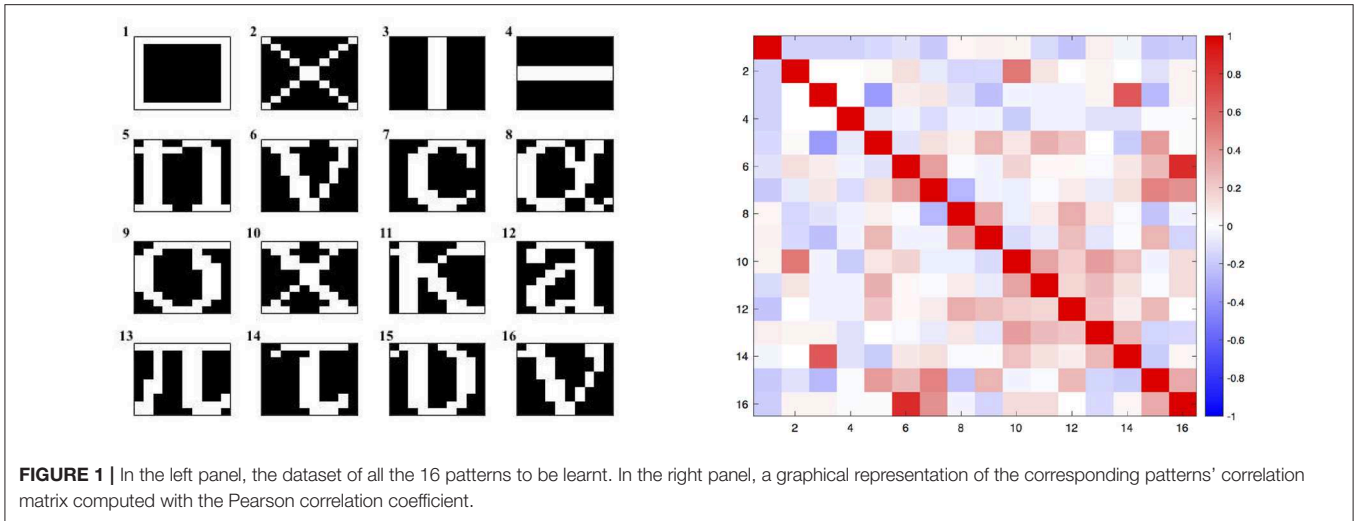 1 2 3 4
5 6 7 8
9 10 11 12
13 14 15 16
1
0.8
0.6
0.4
0.2
0
-0.2
-0.4
-0.6
-0.8
-1
2
4
6
8
10
12
14
16
2 4 6 8 10 12 14 16
FIGURE 1 | In the left panel, the dataset of all the 16 patterns to be learnt. In the right panel, a graphical representation of the corresponding patterns' correlation
matrix computed with the Pearson correlation coefficient.